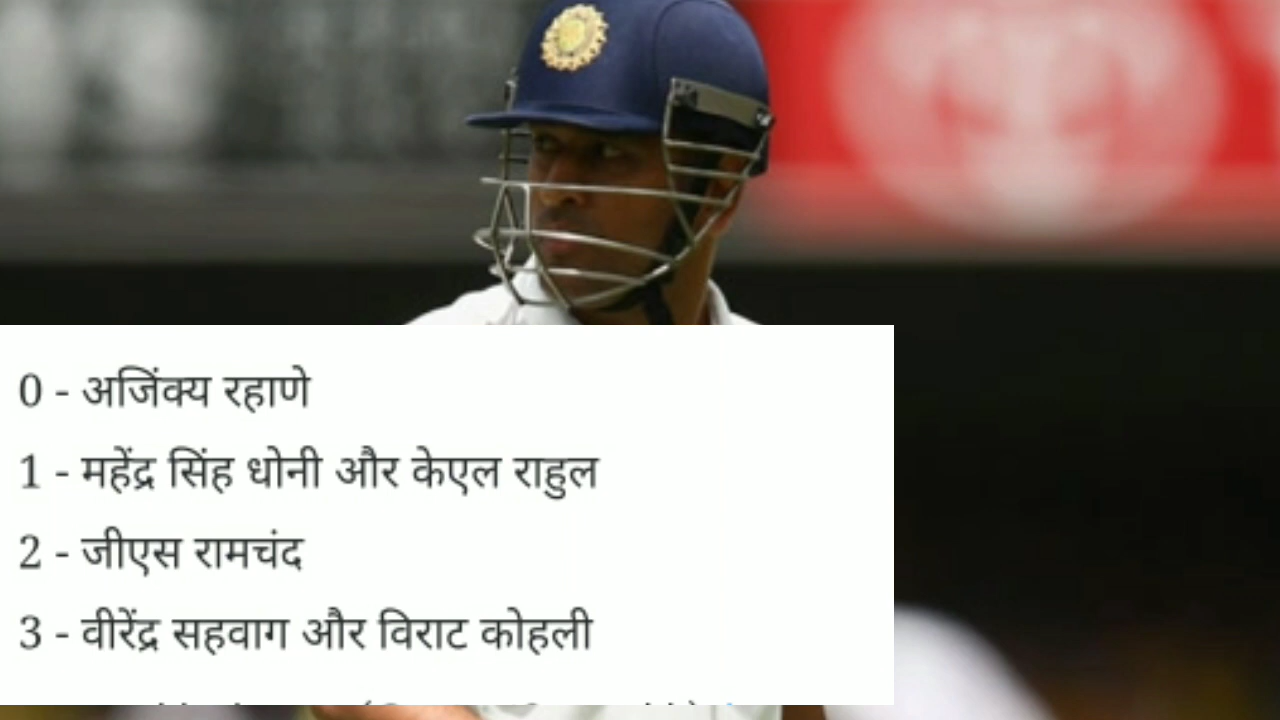 0 - अजिंक्य रहाणे
1 - महेंद्र सिंह धोनी और केएल राहुल
2 - जीएस रामचंद
3 - वीरेंद्र सहवाग और विराट कोहली